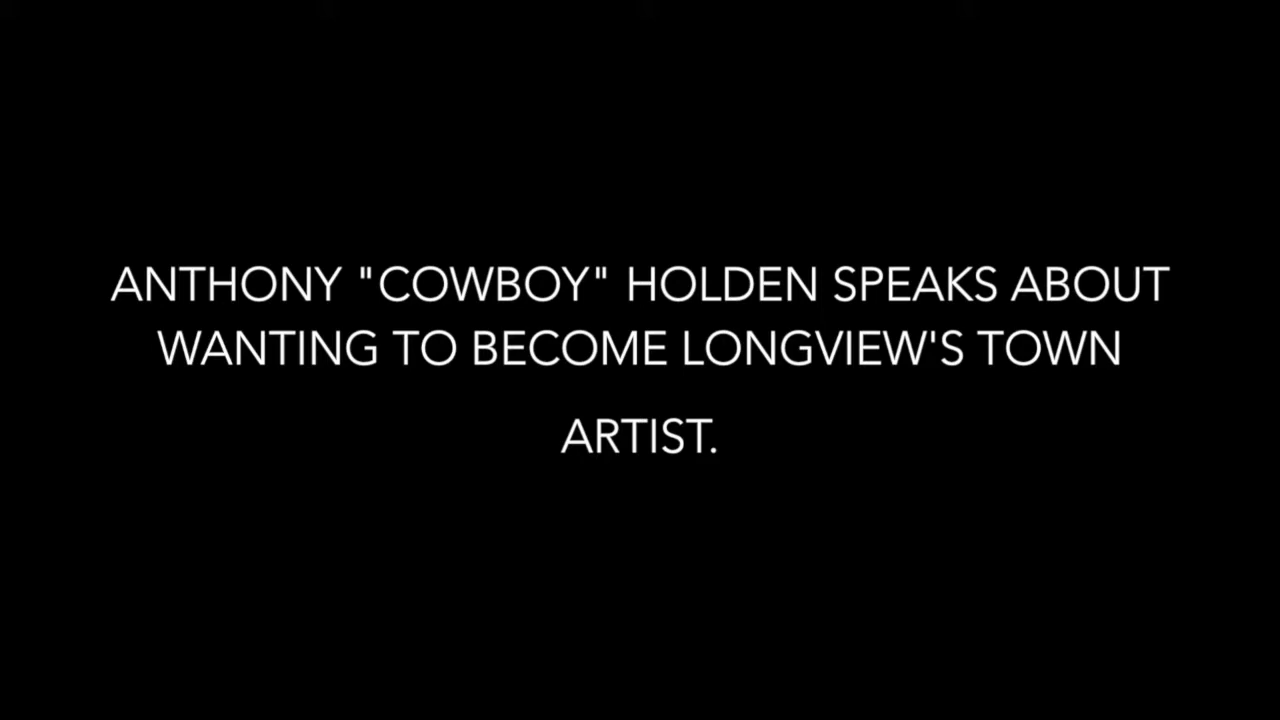 ANTHONY "COWBOY" HOLDEN SPEAKS ABOUT
WANTING TO BECOME LONGVIEW'S TOWN
ARTIST.